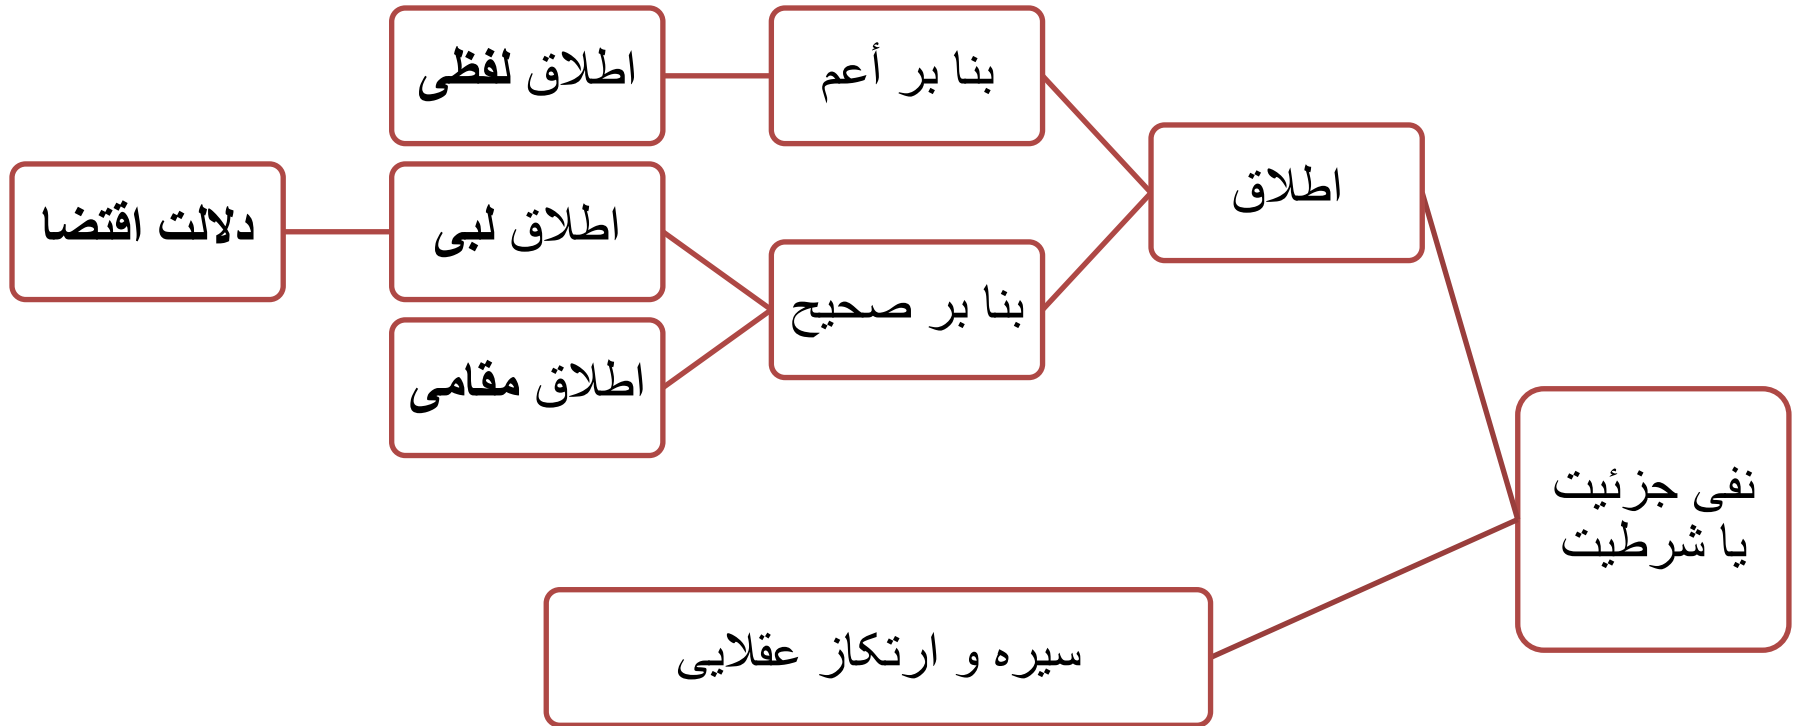 نفی جزئیت
یا شرطیت
اطلاق
بنا بر أعم
اطلاق لفظی
بنا بر صحیح
اطلاق لبی
دلالت اقتضا
اطلاق مقامی
سیره و ارتکاز عقلایی